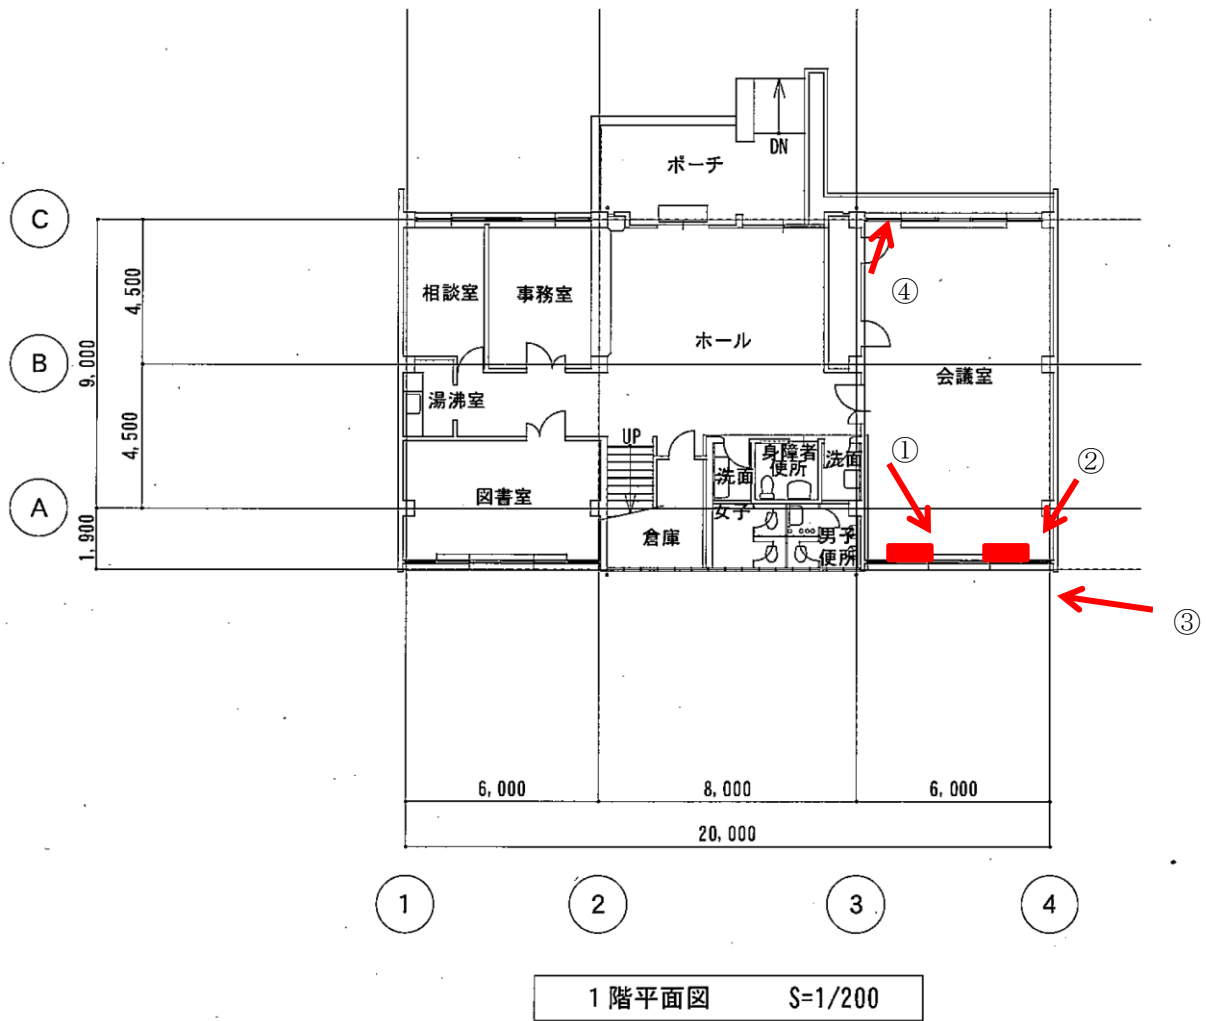 DN
ポーチ
C
4,500
相談室
事務室
④
ホール
9,000
B
会議室
湯沸室
4,500
UP
身障者
便所
洗面
洗面
①
②
図書室
A
女子
倉庫
男子
便所
1,900
③
6,000
8,000
6,000
20,000
1
2
3
4
1階平面図 S=1/200